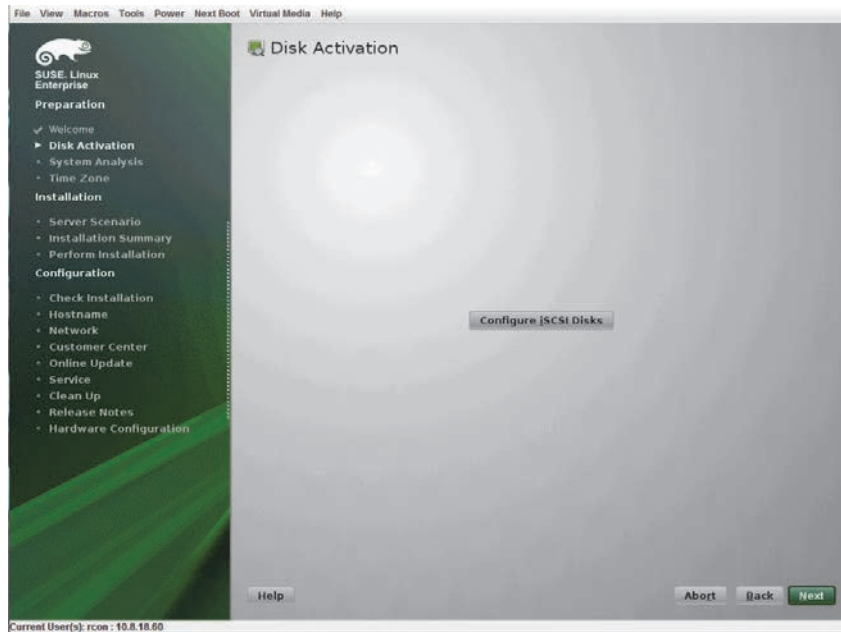 File View Macros Tools Power Next Boot Virtual Media Help
Disk Activation
SUSE. Linux
Enterprise
Preparation
Welcome
Disk Activation
System Analysis
Time Zone
Installation
Server Scenario
Installation Summary
Perform Installation
Configuration
Check Installation
Hostname
Network
Customer Center
Online Update
Service
Clean Up
Release Notes
Hardware Configuration
Configure iSCSI Disks
Help
Abort Back Next
Current User(s): rcon : 10.8.18.60